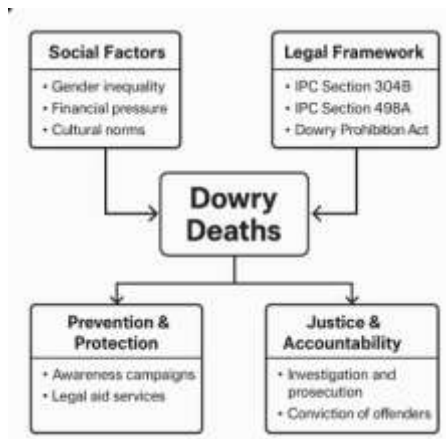 Social Factors
• Gender inequality
• Financial pressure
• Cultural norms
Legal Framework
• IPC Section 304B
• IPC Section 498A
• Dowry Prohibition Act
Dowry
Deaths
Prevention &
Protection
• Awareness campaigns
• Legal aid services
Justice &
Accountability
• Investigation and
prosecution
• Conviction of offenders